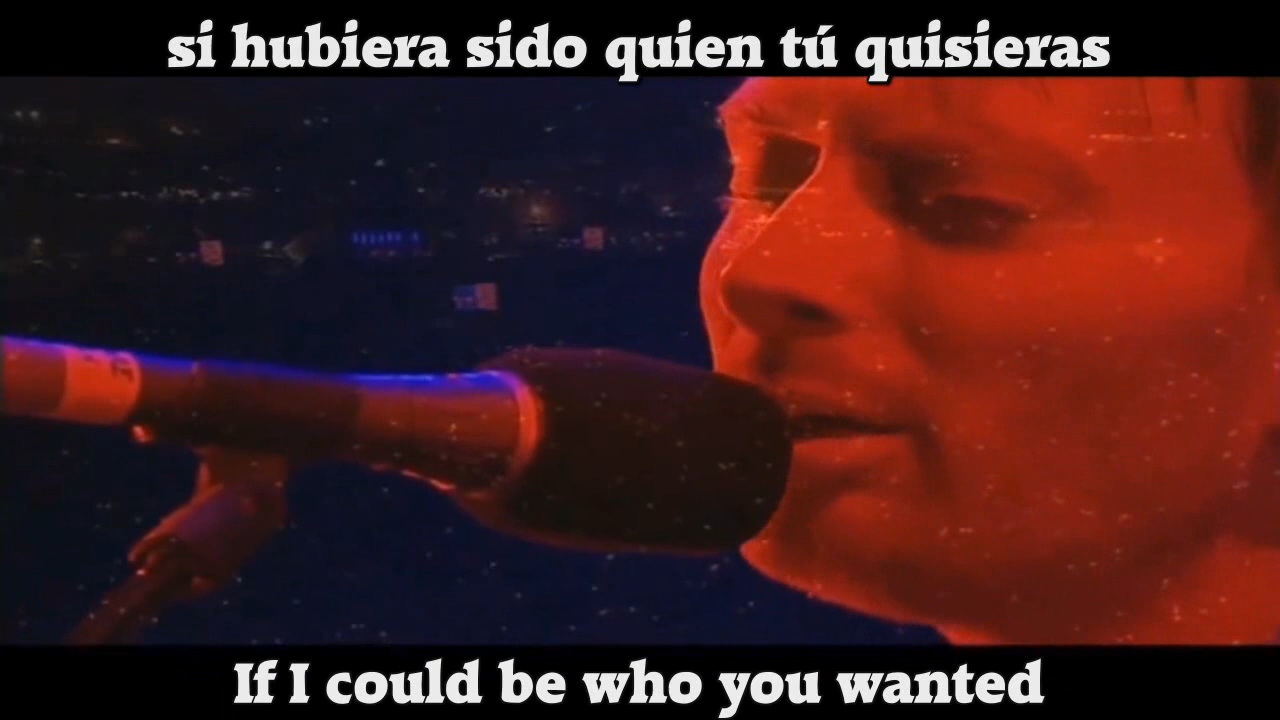 si hubiera sido quien tú quisieras
If I could be who you wanted